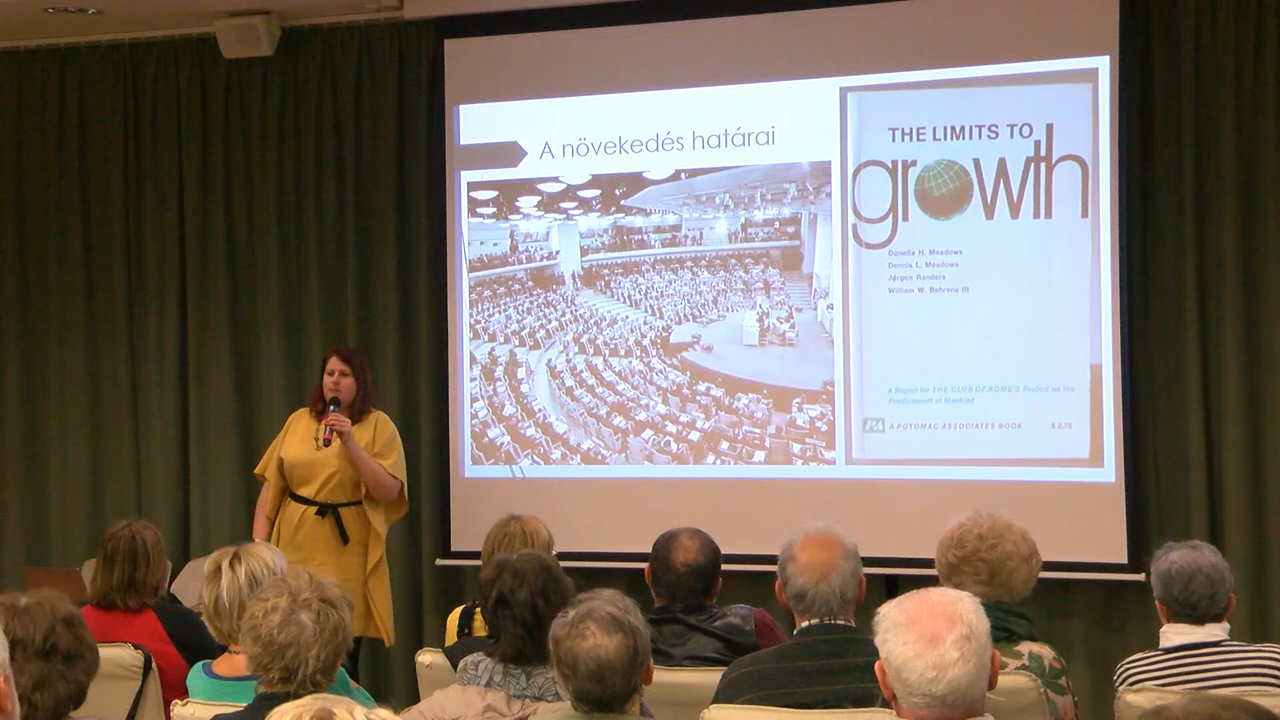 A növekedés határai
THE LIMITS TO
growth
Donella H. Meadows
Dennis L. Meadows
Jørgen Randers
William W. Behrens III
A Report for THE CLUB OF ROME'S Project on the
Predicament of Mankind
PA A POTOMAC ASSOCIATES BOOK $ 2.75